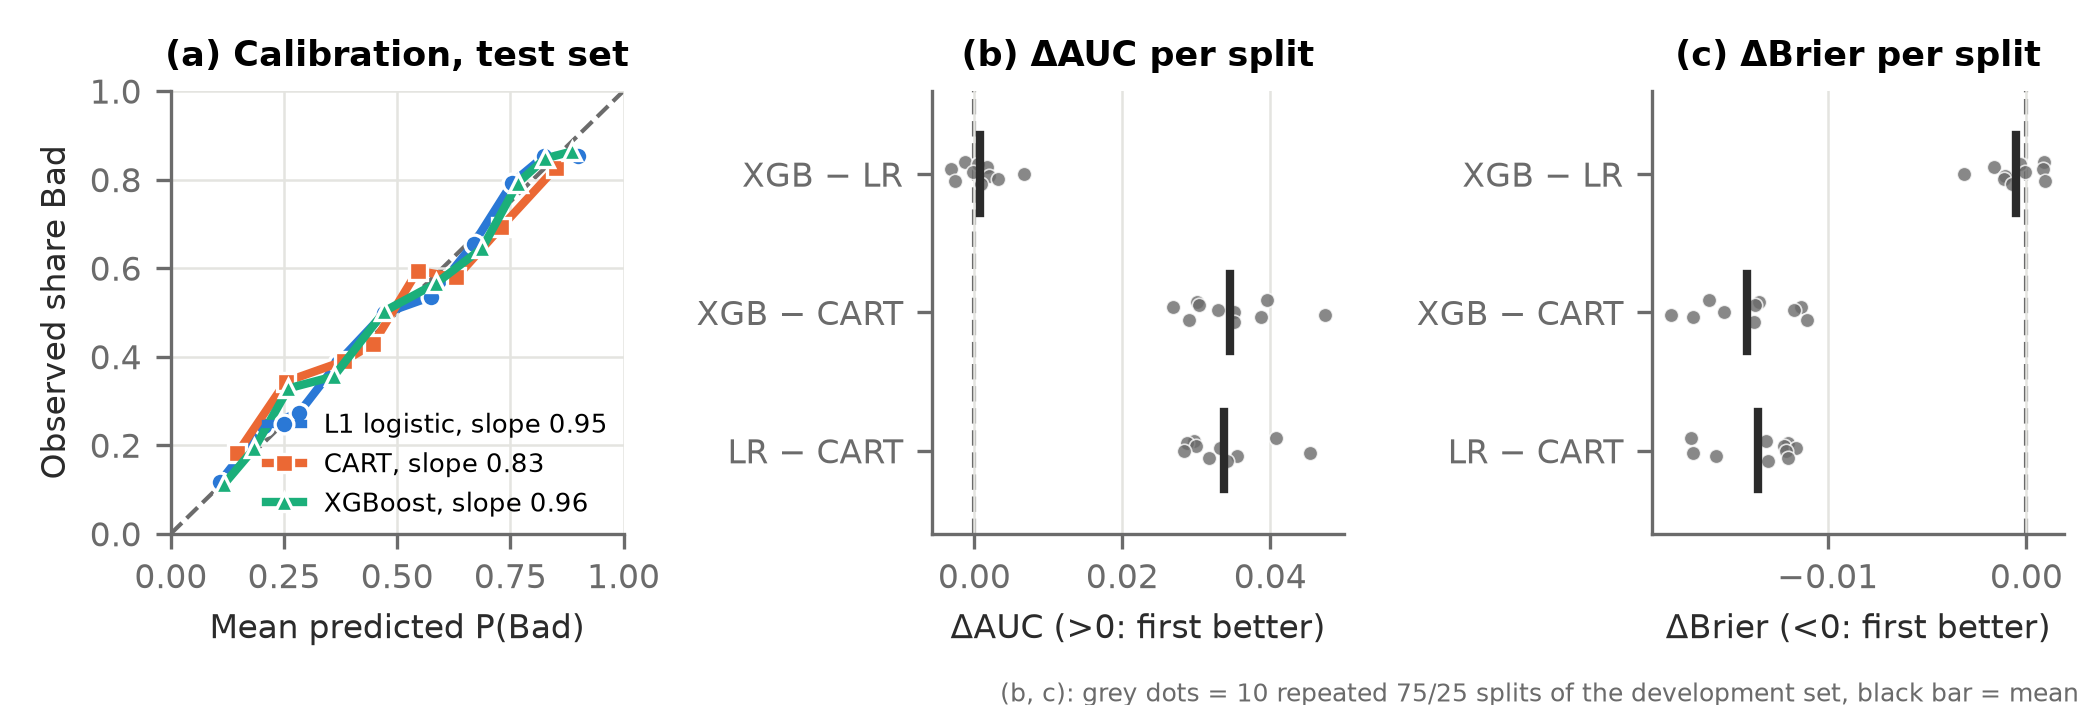 (a) Calibration, test set
Observed share Bad
1.0
0.8
0.6
0.4
0.2
0.0
L1 logistic, slope 0.95
CART, slope 0.83
XGBoost, slope 0.96
0.00 0.25 0.50 0.75 1.00
Mean predicted P(Bad)
(b) ΔAUC per split
XGB − LR
XGB − CART
LR − CART
0.00 0.02 0.04
ΔAUC (>0: first better)
(c) ΔBrier per split
XGB − LR
XGB − CART
LR − CART
−0.01 0.00
ΔBrier (<0: first better)
(b, c): grey dots = 10 repeated 75/25 splits of the development set, black bar = mean